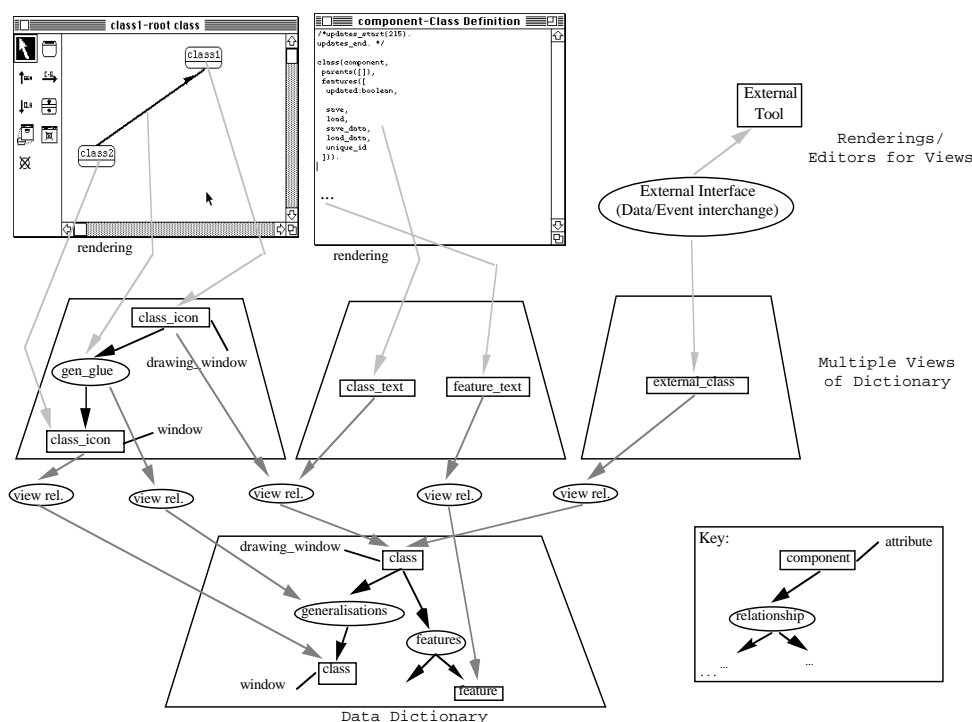 class1-root class
class1
class2
GEN
C-S
CLR
rendering
component-Class Definition
/*updates_start(215).
updates_end. */
class(component,
parents([]),
features([
updated:boolean,
save,
load,
save_data,
load_data,
unique_id
])).
...
rendering
External
Tool
External Interface
(Data/Event interchange)
Renderings/
Editors for Views
class_icon
drawing_window
gen_glue
window
class_icon
class_text
feature_text
external_class
Multiple Views
of Dictionary
view rel.
view rel.
view rel.
view rel.
view rel.
drawing_window
class
generalisations
features
class
window
feature
Data Dictionary
Key:
attribute
component
relationship
...
...
...